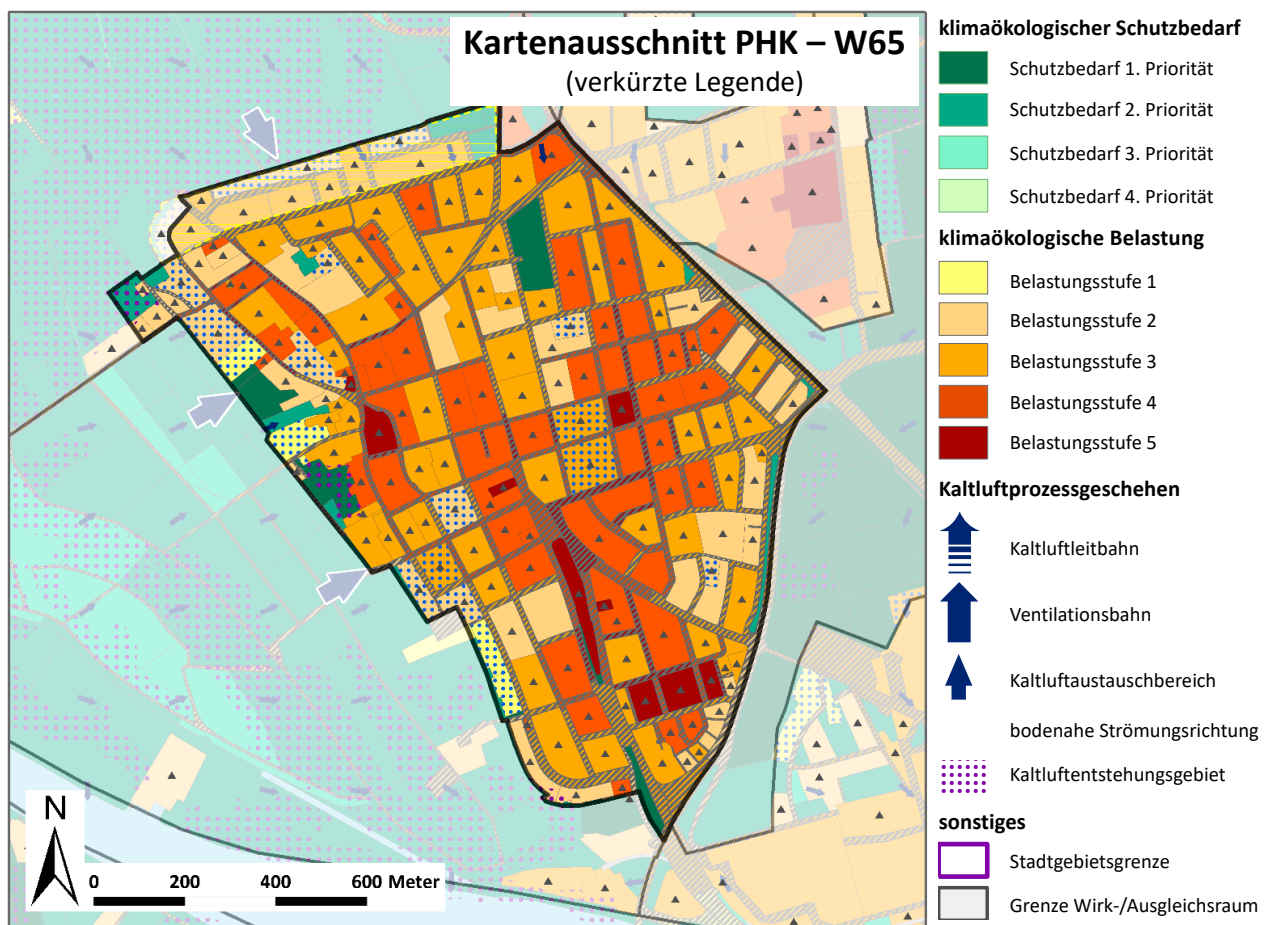 Kartenausschnitt PHK – W65
(verkürzte Legende)
N
0 200 400 600 Meter
klimaökologischer Schutzbedarf
Schutzbedarf 1. Priorität
Schutzbedarf 2. Priorität
Schutzbedarf 3. Priorität
Schutzbedarf 4. Priorität
klimaökologische Belastung
Belastungsstufe 1
Belastungsstufe 2
Belastungsstufe 3
Belastungsstufe 4
Belastungsstufe 5
Kaltluftprozessgeschehen
Kaltluftleitbahn
Ventilationsbahn
Kaltluftaustauschbereich
bodenahe Strömungsrichtung
Kaltluftentstehungsgebiet
sonstiges
Stadtgebietsgrenze
Grenze Wirk-/Ausgleichsraum